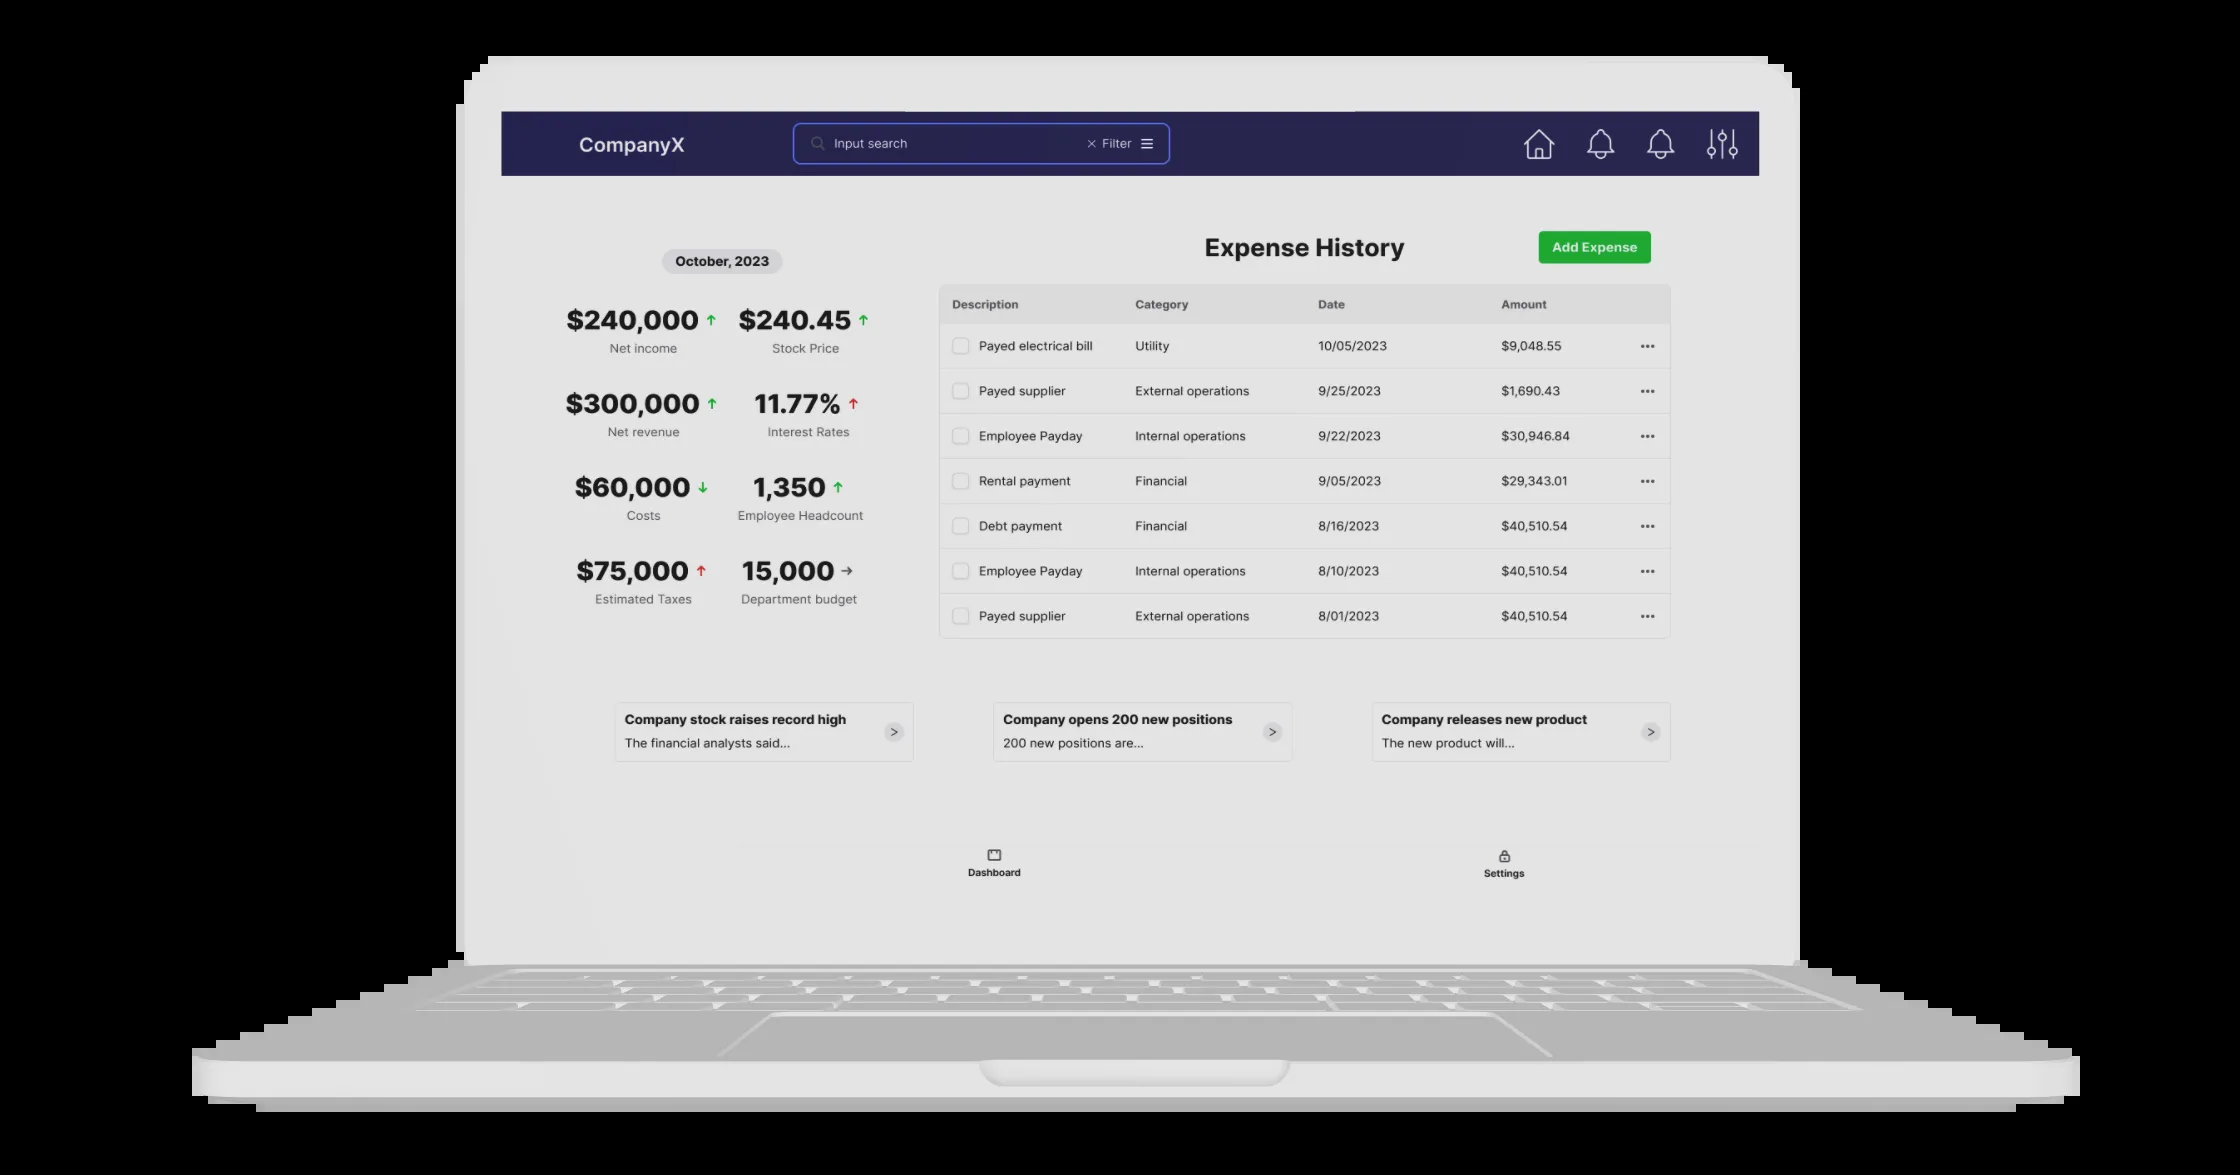 CompanyX
Input search
Filter
October, 2023
$240,000 ↑
Net income
$240.45 ↑
Stock Price
$300,000 ↑
Net revenue
11.77% ↑
Interest Rates
$60,000 ↓
Costs
1,350 ↑
Employee Headcount
$75,000 ↑
Estimated Taxes
15,000 →
Department budget
Expense History
Add Expense
Description Category Date Amount
Payed electrical bill Utility 10/05/2023 $9,048.55
Payed supplier External operations 9/25/2023 $1,690.43
Employee Payday Internal operations 9/22/2023 $30,946.84
Rental payment Financial 9/05/2023 $29,343.01
Debt payment Financial 8/16/2023 $40,510.54
Employee Payday Internal operations 8/10/2023 $40,510.54
Payed supplier External operations 8/01/2023 $40,510.54
Company stock raises record high
The financial analysts said...
Company opens 200 new positions
200 new positions are...
Company releases new product
The new product will...
Dashboard
Settings